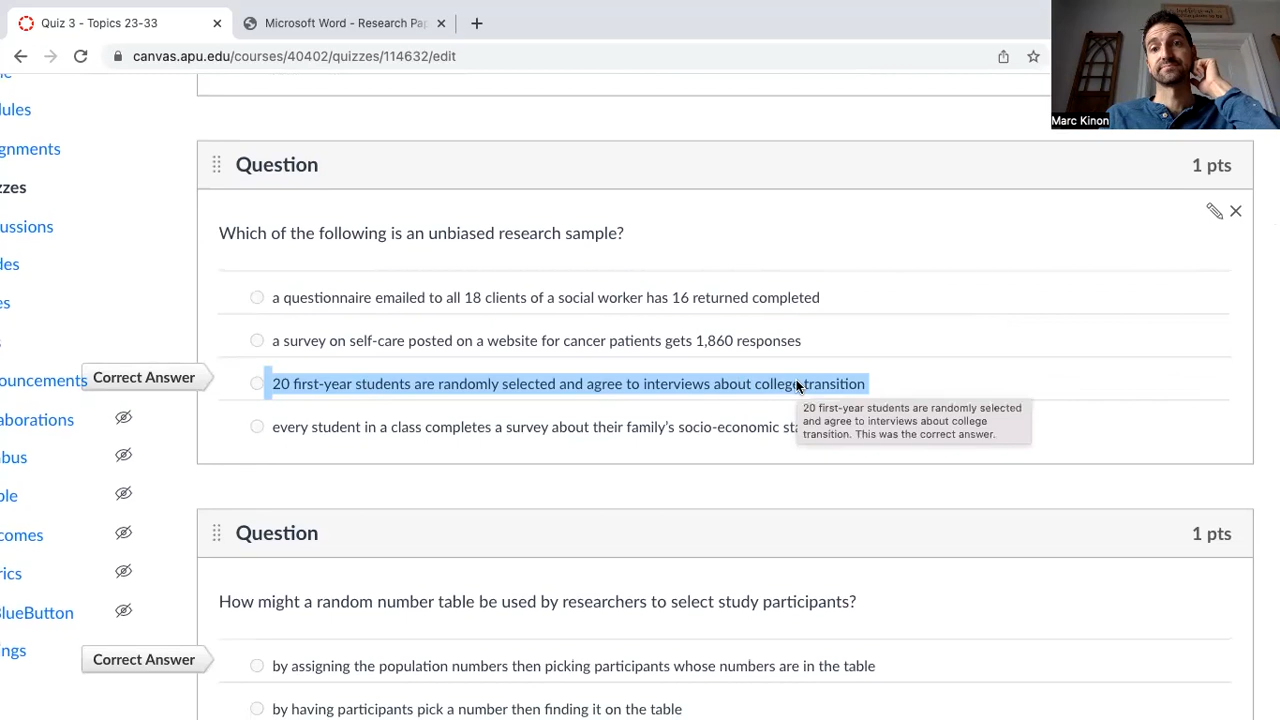 Quiz 3 - Topics 23-33
Microsoft Word - Research Pa
canvas.apu.edu/courses/40402/quizzes/114632/edit
Marc Kinon
ules
gnments
zzes
ussions
des
es
s
ouncements
aborations
bus
ple
comes
rics
BlueButton
ngs
Question
1 pts
Which of the following is an unbiased research sample?
a questionnaire emailed to all 18 clients of a social worker has 16 returned completed
a survey on self-care posted on a website for cancer patients gets 1,860 responses
Correct Answer
20 first-year students are randomly selected and agree to interviews about college transition
20 first-year students are randomly selected
and agree to interviews about college
transition. This was the correct answer.
every student in a class completes a survey about their family's socio-economic sta
Question
1 pts
How might a random number table be used by researchers to select study participants?
Correct Answer
by assigning the population numbers then picking participants whose numbers are in the table
by having participants pick a number then finding it on the table